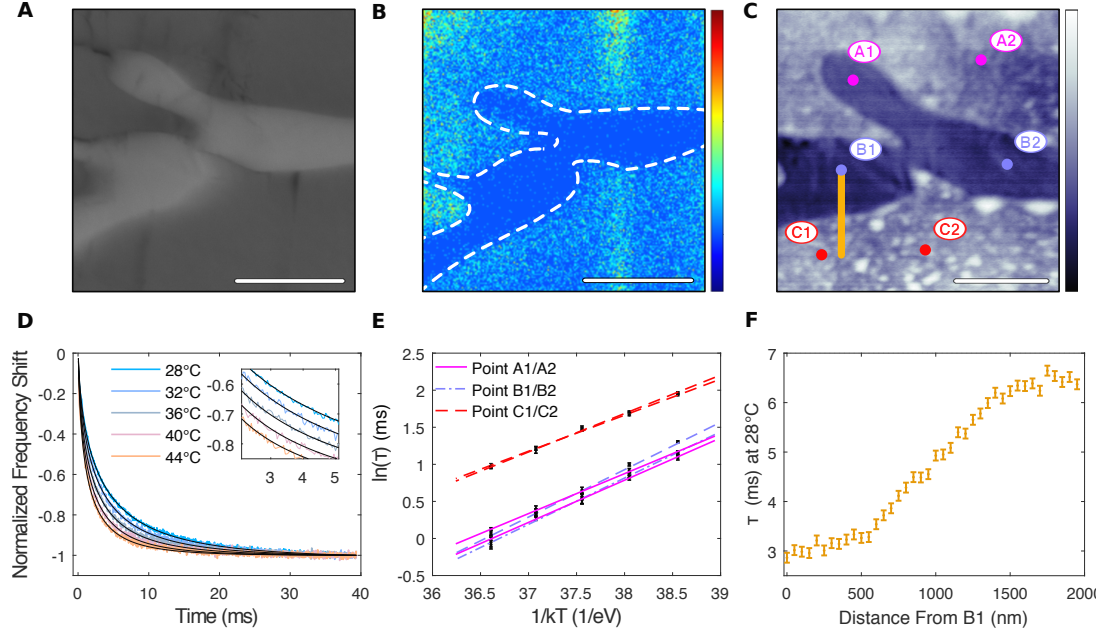 A
B
C
A1
A2
B1
B2
C1
C2
D
Normalized Frequency Shift
0
-0.2
-0.4
-0.6
-0.8
-1
28°C
32°C
36°C
40°C
44°C
-0.6
-0.7
-0.8
3
4
5
0
10
20
30
40
Time (ms)
E
ln(τ) (ms)
2.5
2
1.5
1
0.5
0
-0.5
Point A1/A2
Point B1/B2
Point C1/C2
36
36.5
37
37.5
38
38.5
39
1/kT (1/eV)
F
τ (ms) at 28°C
7
6
5
4
3
0
500
1000
1500
2000
Distance From B1 (nm)